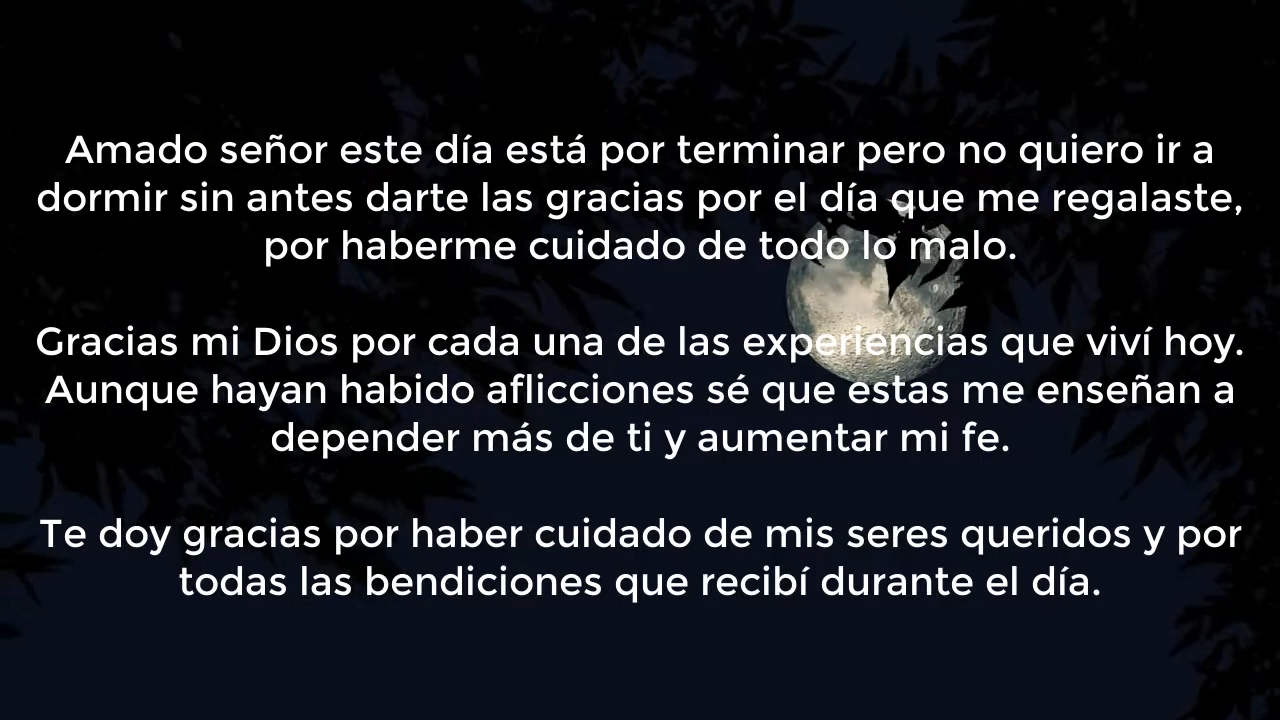 Amado señor este día está por terminar pero no quiero ir a
dormir sin antes darte las gracias por el día que me regalaste,
por haberme cuidado de todo lo malo.
Gracias mi Dios por cada una de las experiencias que viví hoy.
Aunque hayan habido aflicciones sé que estas me enseñan a
depender más de ti y aumentar mi fe.
Te doy gracias por haber cuidado de mis seres queridos y por
todas las bendiciones que recibí durante el día.